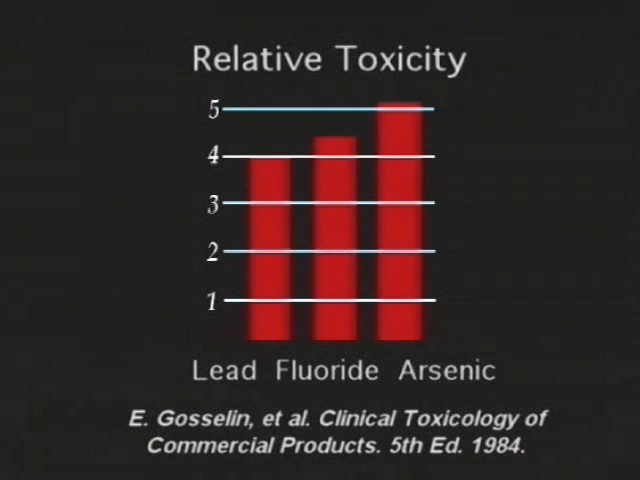 Relative Toxicity
5
4
3
2
1
Lead Fluoride Arsenic
E. Gosselin, et al. Clinical Toxicology of
Commercial Products. 5th Ed. 1984.